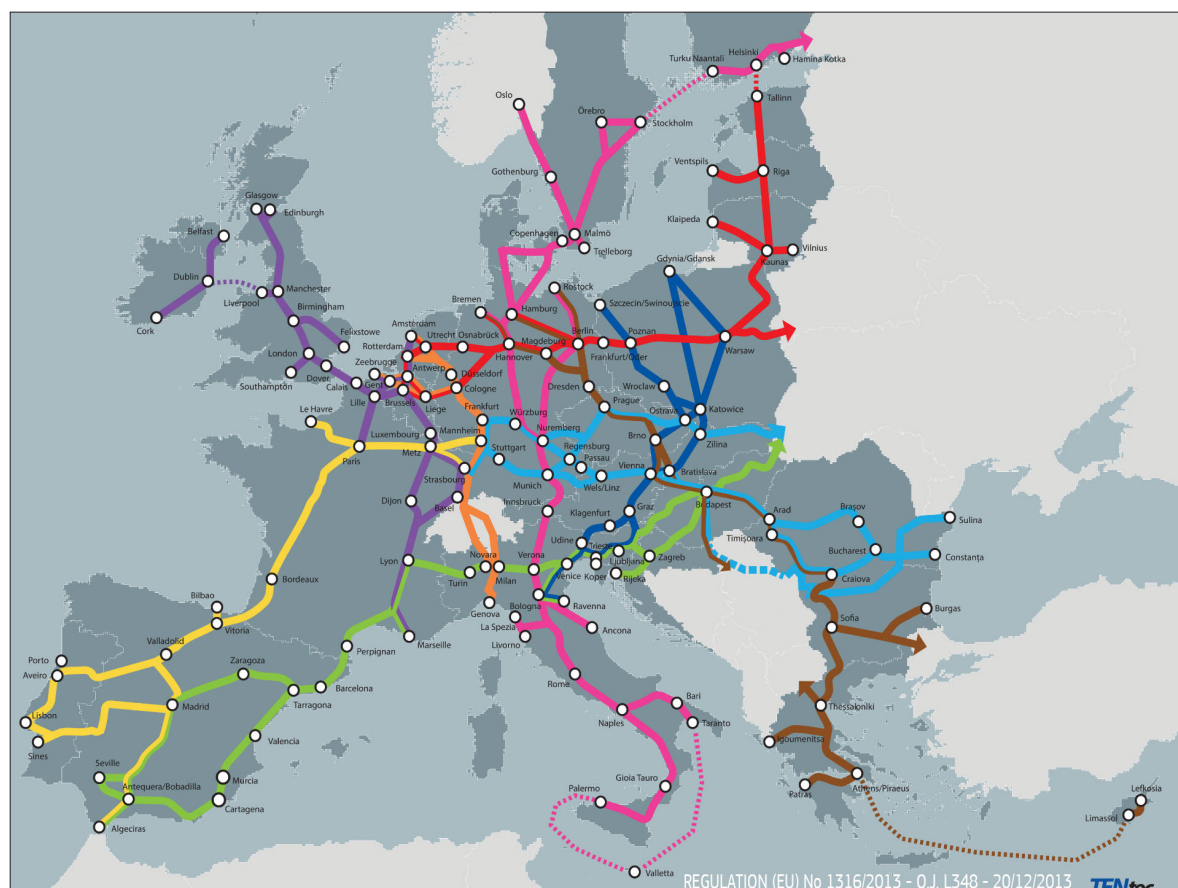 Helsinki
Turku Naantali
Hamina Kotka
Oslo
Tallinn
Örebro
Stockholm
Ventspils
Riga
Gothenburg
Glasgow
Edinburgh
Klaipeda
Belfast
Copenhagen
Malmö
Trelleborg
Vilnius
Kaunas
Gdynia/Gdansk
Dublin
Rostock
Manchester
Liverpool
Bremen
Szczecin/Swinoujscie
Hamburg
Birmingham
Cork
Felixstowe
Amsterdam
Utrecht
Osnabrück
Berlin
Poznan
Magdeburg
Rotterdam
Hannover
Frankfurt/Oder
Warsaw
London
Zeebrugge
Antwerp
Düsseldorf
Southampton
Dover
Calais
Gent
Cologne
Dresden
Wroclaw
Lille
Brussels
Liege
Frankfurt
Prague
Le Havre
Würzburg
Ostrava
Katowice
Luxembourg
Mannheim
Nuremberg
Brno
Zilina
Paris
Metz
Stuttgart
Regensburg
Passau
Strasbourg
Munich
Wels/Linz
Vienna
Bratislava
Dijon
Basel
Innsbruck
Budapest
Klagenfurt
Graz
Arad
Braşov
Sulina
Udine
Timişoara
Trieste
Bucharest
Constanţa
Lyon
Novara
Verona
Ljubljana
Zagreb
Turin
Milan
Venice
Koper
Rijeka
Craiova
Bordeaux
Genova
Bologna
Ravenna
Bilbao
La Spezia
Burgas
Vitoria
Ancona
Sofia
Marseille
Livorno
Valladolid
Perpignan
Porto
Zaragoza
Aveiro
Rome
Barcelona
Madrid
Tarragona
Bari
Lisbon
Naples
Taranto
Thessaloniki
Sines
Valencia
Igoumenitsa
Seville
Murcia
Gioia Tauro
Athens/Piraeus
Antequera/Bobadilla
Palermo
Patras
Lefkosia
Cartagena
Limassol
Algeciras
Valletta
REGULATION (EU) No 1316/2013 - O.J. L348 - 20/12/2013
TENtec